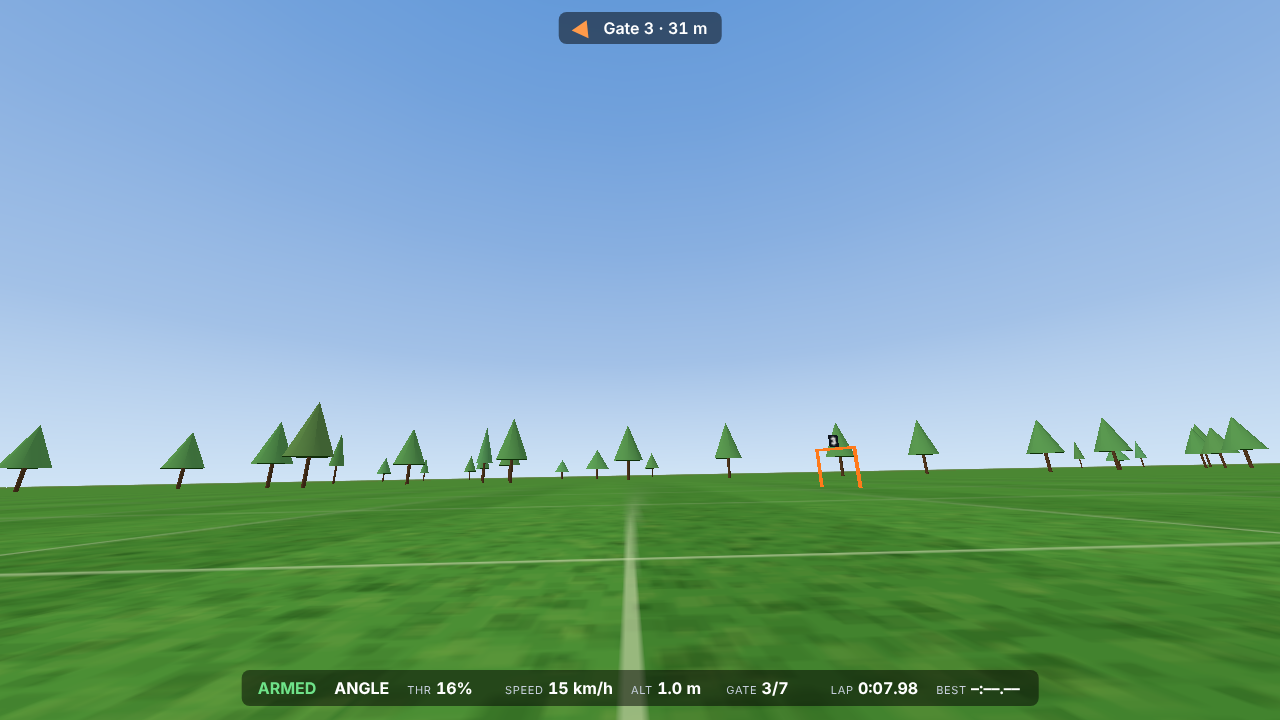 Gate 3 · 31 m
3
ARMED ANGLE THR 16% SPEED 15 km/h ALT 1.0 m GATE 3/7 LAP 0:07.98 BEST –:––.––